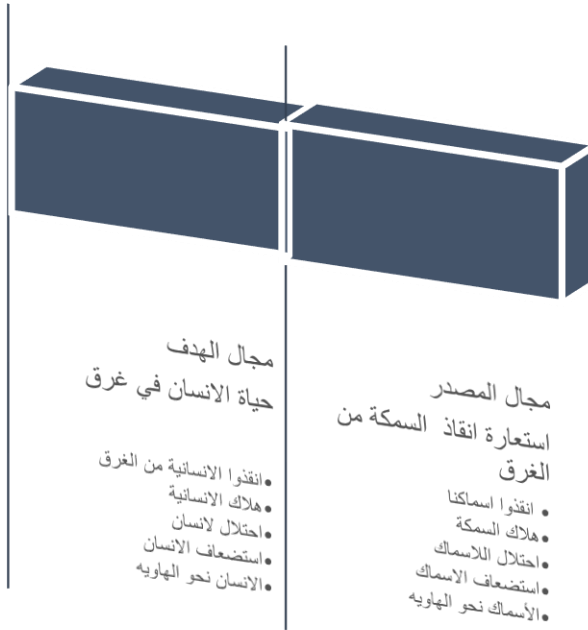 مجال المصدر
استعارة انقاذ السمكة من
الغرق
• انقذوا اسماكنا
• هلاك السمكة
• احتلال اللاسماك
• استضعاف الاسماك
• الأسماك نحو الهاويه
مجال الهدف
حياة الانسان في غرق
• انقذوا الانسانية من الغرق
• هلاك الانسانية
• احتلال لانسان
• استضعاف الانسان
• الانسان نحو الهاويه